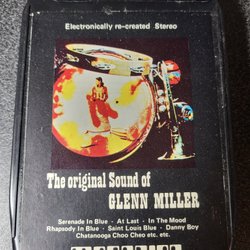 Electronically re-created Stereo
The original Sound of
GLENN MILLER
Serenade In Blue - At Last - In The Mood
Rhapsody In Blue - Saint Louis Blue - Danny Boy
Chatanooga Choo Cheo etc. etc.